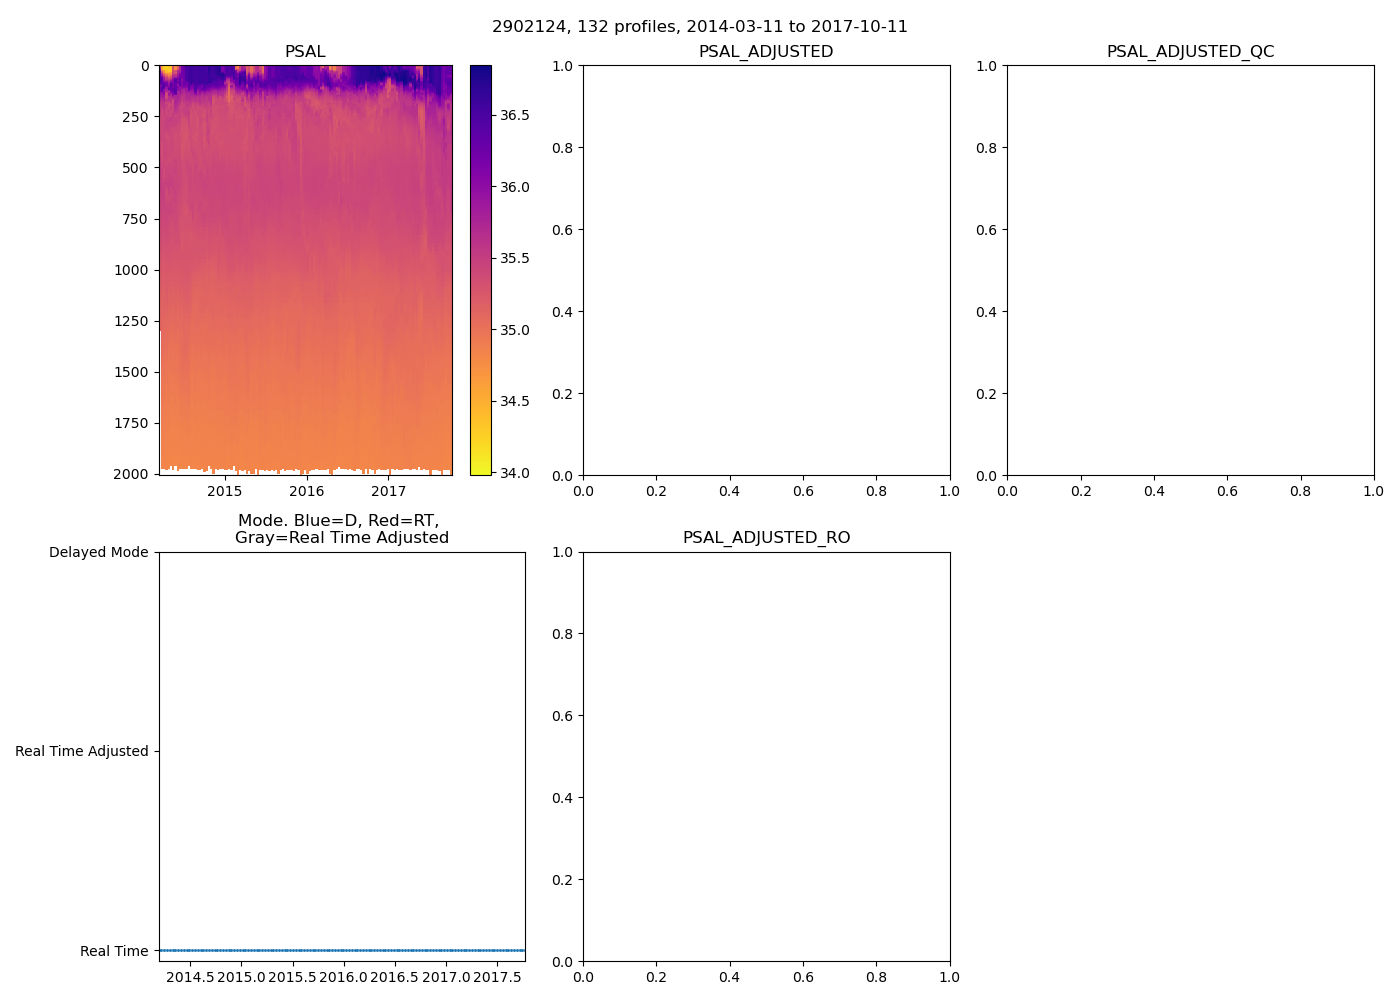 2902124, 132 profiles, 2014-03-11 to 2017-10-11
PSAL
0
250
500
750
1000
1250
1500
1750
2000
2015 2016 2017
36.5
36.0
35.5
35.0
34.5
34.0
PSAL_ADJUSTED
1.0
0.8
0.6
0.4
0.2
0.0
0.0 0.2 0.4 0.6 0.8 1.0
PSAL_ADJUSTED_QC
1.0
0.8
0.6
0.4
0.2
0.0
0.0 0.2 0.4 0.6 0.8 1.0
Mode. Blue=D, Red=RT,
Gray=Real Time Adjusted
Delayed Mode
Real Time Adjusted
Real Time
2014.5 2015.0 2015.5 2016.0 2016.5 2017.0 2017.5
PSAL_ADJUSTED_RO
1.0
0.8
0.6
0.4
0.2
0.0
0.0 0.2 0.4 0.6 0.8 1.0